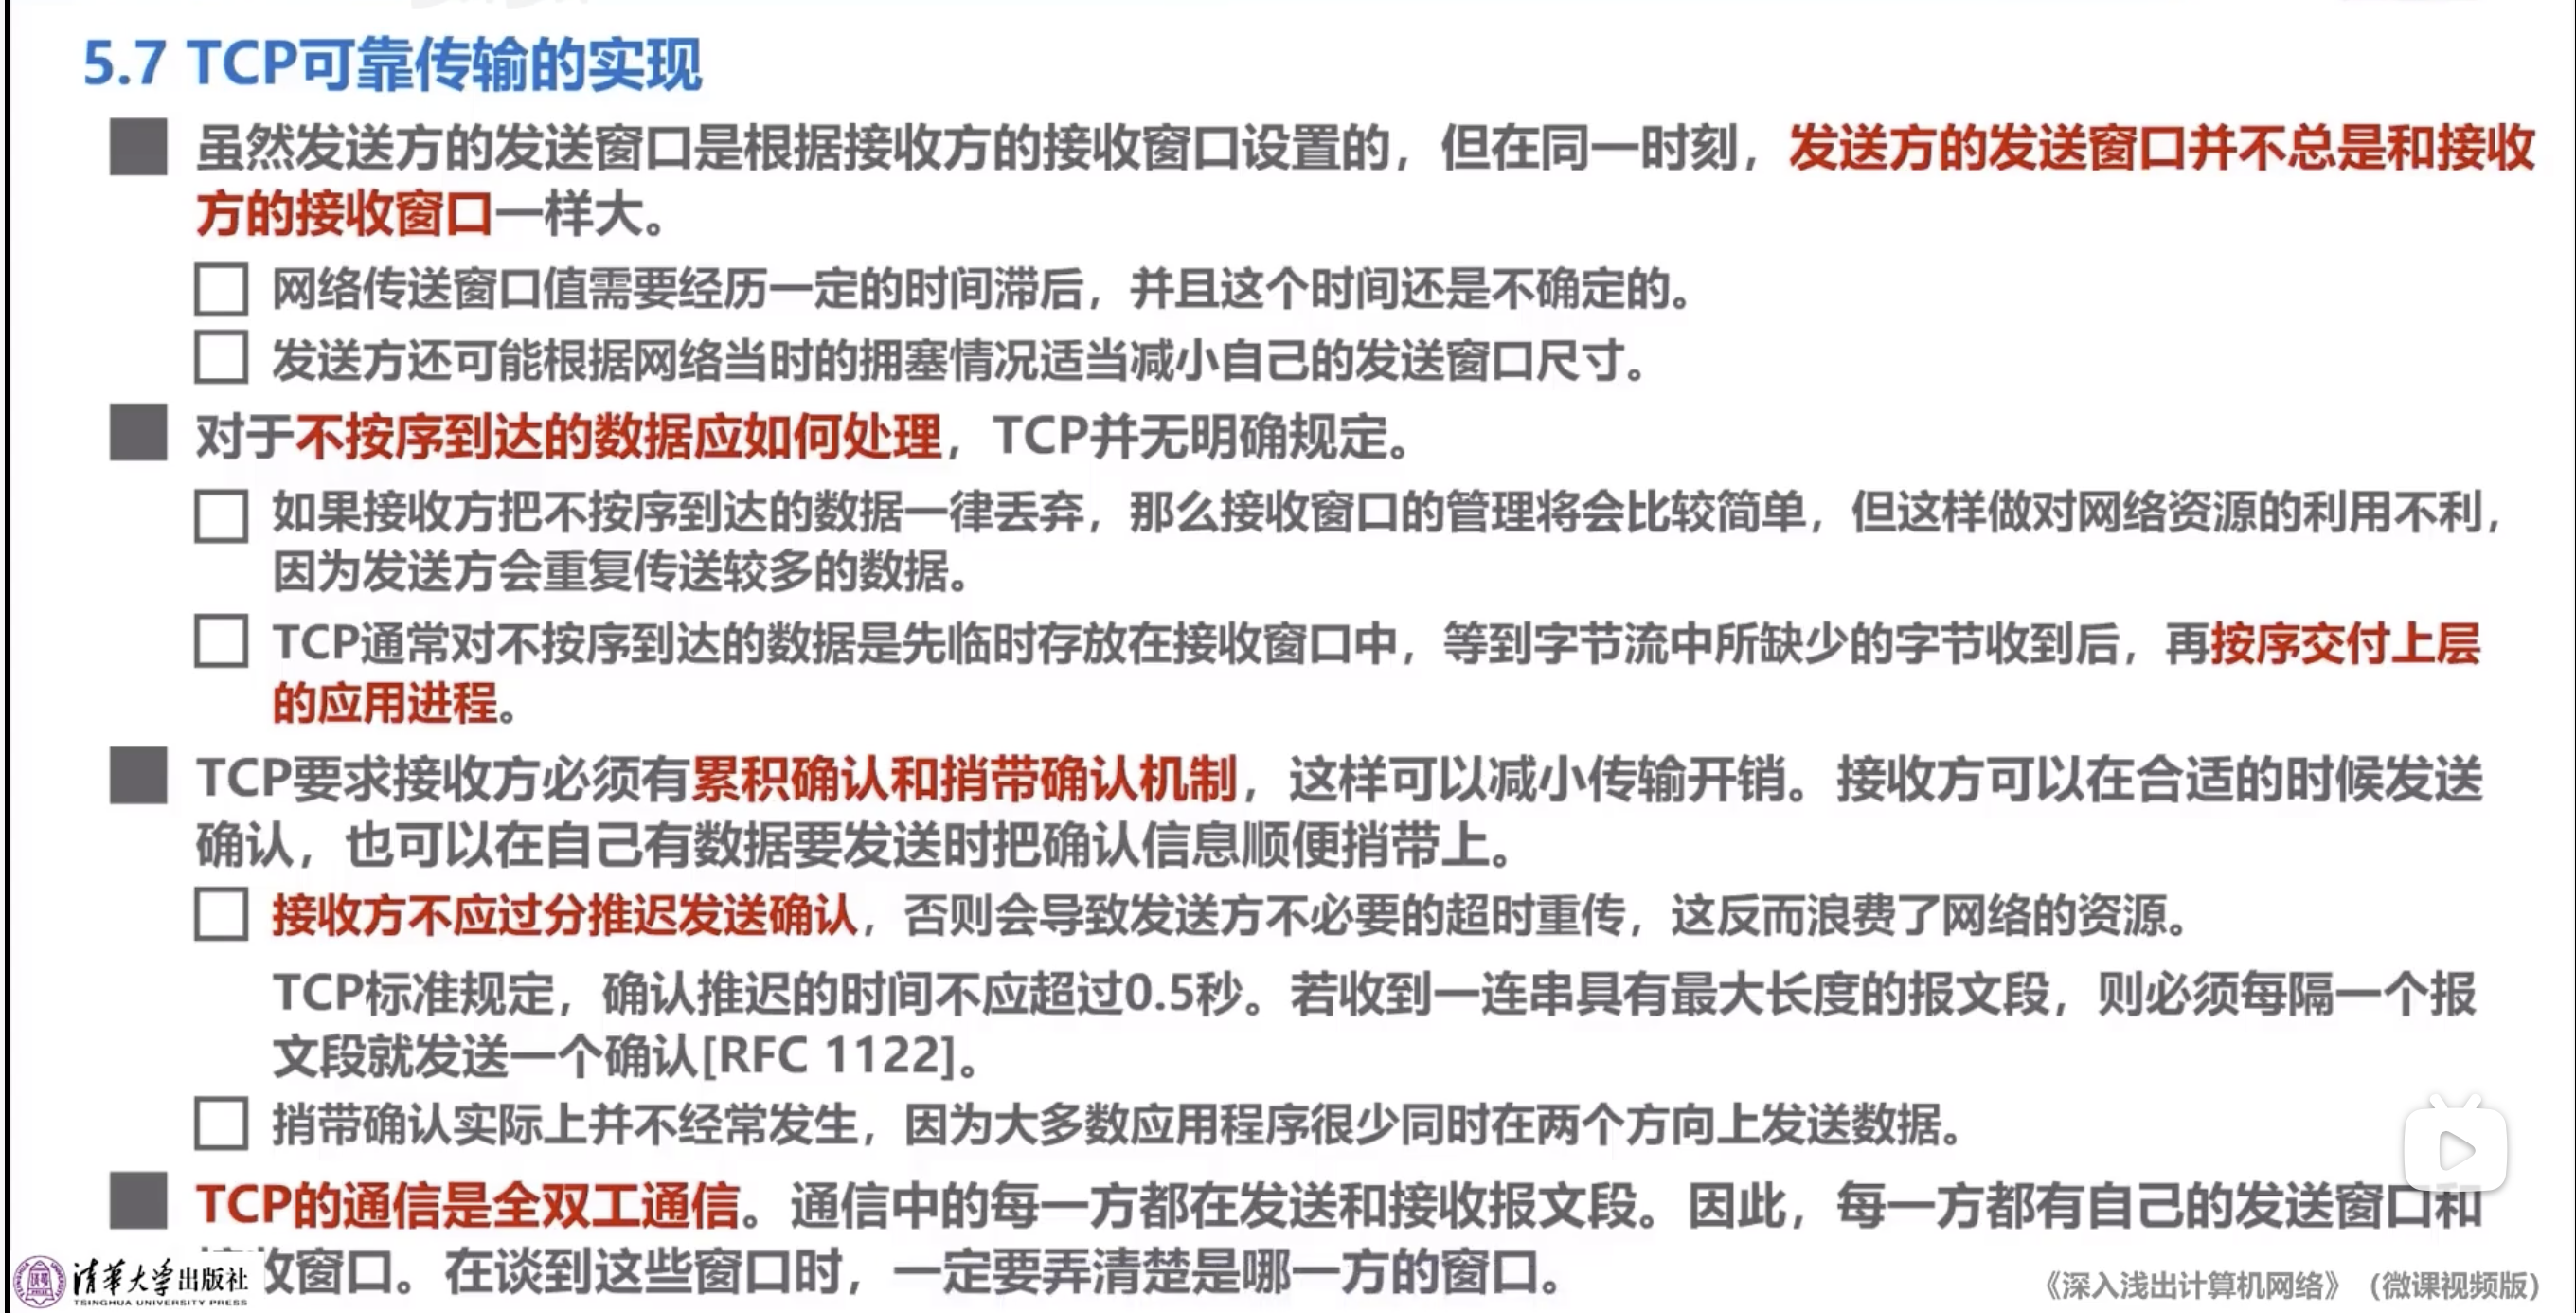 5.7 TCP可靠传输的实现
虽然发送方的发送窗口是根据接收方的接收窗口设置的，但在同一时刻，发送方的发送窗口并不总是和接收
方的接收窗口一样大。
网络传送窗口值需要经历一定的时间滞后，并且这个时间还是不确定的。
发送方还可能根据网络当时的拥塞情况适当减小自己的发送窗口尺寸。
对于不按序到达的数据应如何处理，TCP并无明确规定。
如果接收方把不按序到达的数据一律丢弃，那么接收窗口的管理将会比较简单，但这样做对网络资源的利用不利，
因为发送方会重复传送较多的数据。
TCP通常对不按序到达的数据是先临时存放在接收窗口中，等到字节流中所缺少的字节收到后，再按序交付上层
的应用进程。
TCP要求接收方必须有累积确认和捎带确认机制，这样可以减小传输开销。接收方可以在合适的时候发送
确认，也可以在自己有数据要发送时把确认信息顺便捎带上。
接收方不应过分推迟发送确认，否则会导致发送方不必要的超时重传，这反而浪费了网络的资源。
TCP标准规定，确认推迟的时间不应超过0.5秒。若收到一连串具有最大长度的报文段，则必须每隔一个报
文段就发送一个确认[RFC 1122]。
捎带确认实际上并不经常发生，因为大多数应用程序很少同时在两个方向上发送数据。
TCP的通信是全双工通信。通信中的每一方都在发送和接收报文段。因此，每一方都有自己的发送窗口和
收窗口。在谈到这些窗口时，一定要弄清楚是哪一方的窗口。
清华大学出版社
TSINGHUA UNIVERSITY PRESS
《深入浅出计算机网络》（微课视频版）